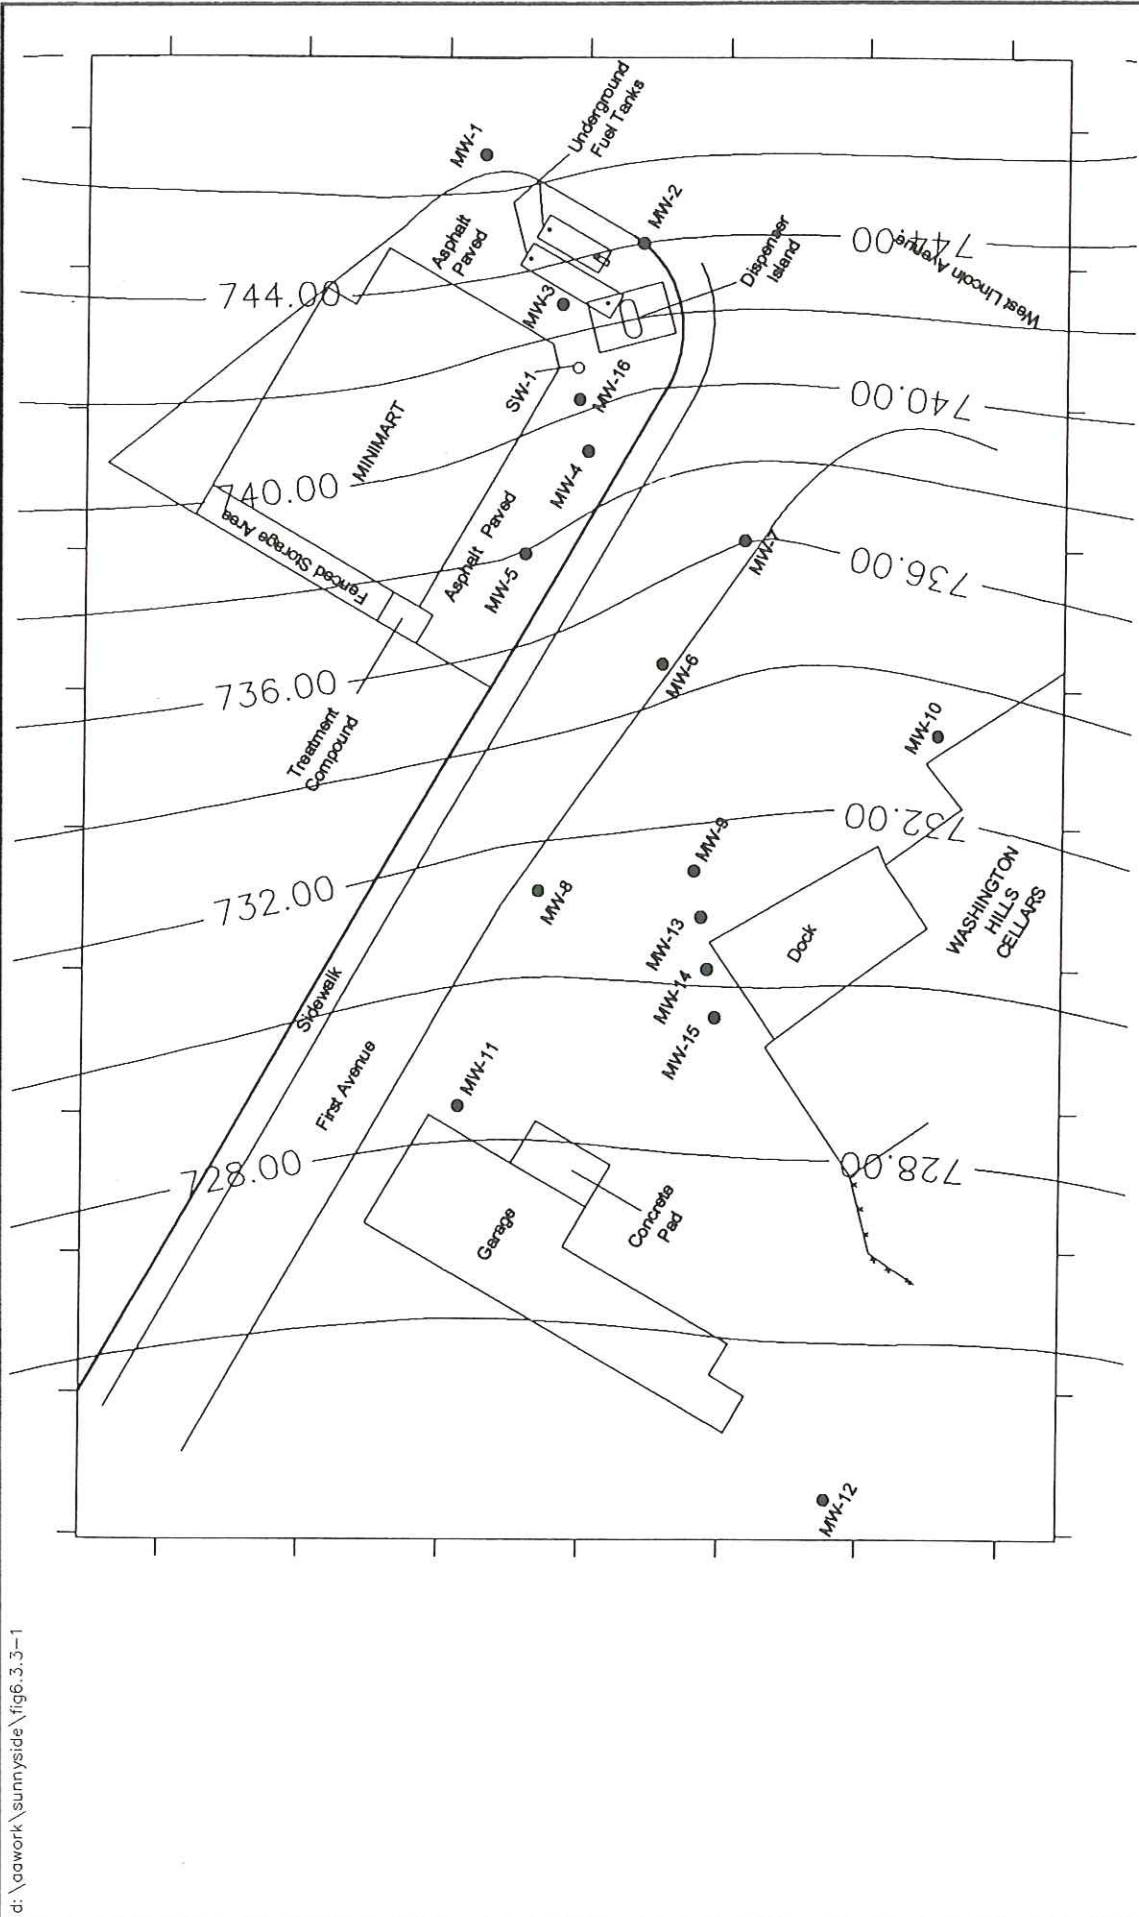 MW-1
Underground
Fuel Tanks
MW-2
Asphalt
Paved
744.00
West Lincoln Avenue
Dispenser
Island
744.00
MW-3
SW-1
MW-16
740.00
MINIMART
MW-4
740.00
Fenced Storage Area
Asphalt Paved
MW-5
MW-7
736.00
MW-6
736.00
Treatment
Compound
MW-10
732.00
MW-9
MW-8
732.00
WASHINGTON
HILLS
CELLARS
MW-13
Dock
MW-14
Sidewalk
MW-15
First Avenue
MW-11
728.00
728.00
Garage
Concrete
Pad
MW-12
d: \aawork\sunnyside\fig6.3.3-1